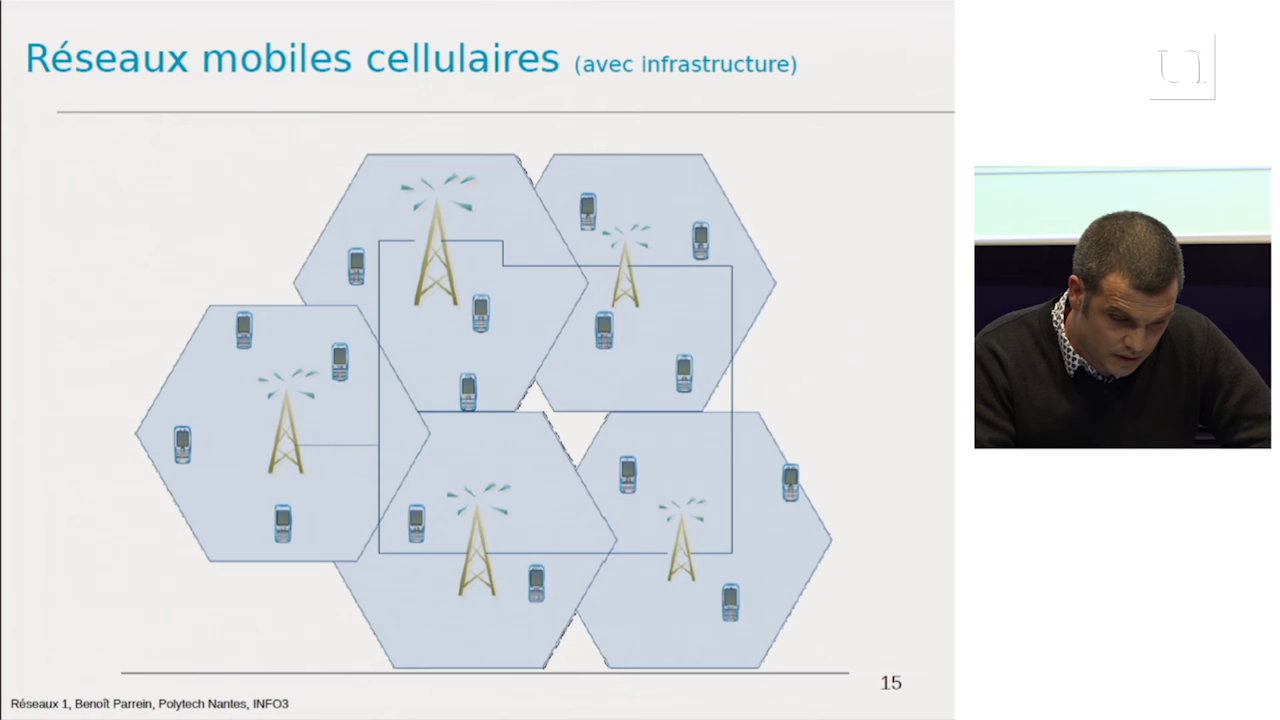 Réseaux mobiles cellulaires (avec infrastructure)
15
Réseaux 1, Benoît Parrein, Polytech Nantes, INFO3